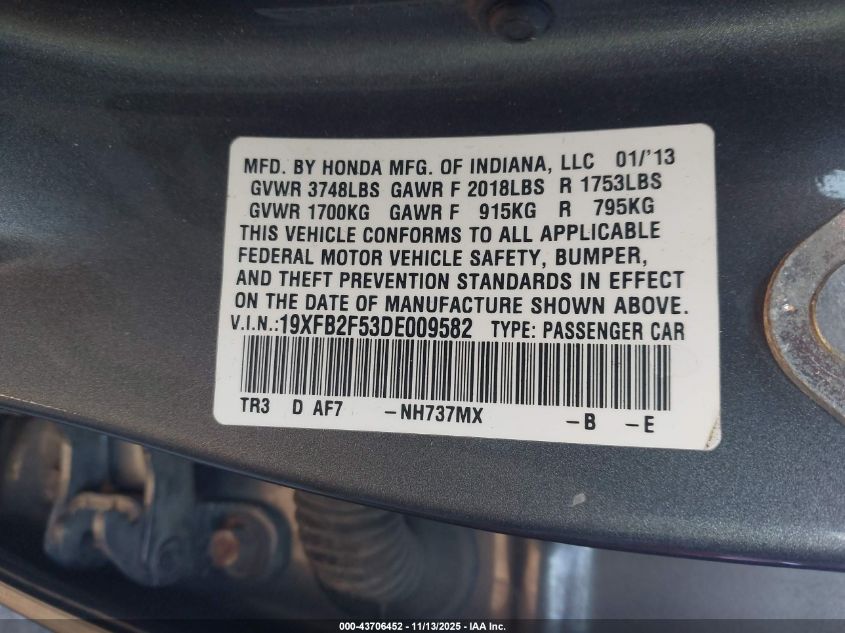 MFD. BY HONDA MFG. OF INDIANA, LLC 01/'13
GVWR 3748LBS GAWR F 2018LBS R 1753LBS
GVWR 1700KG GAWR F 915KG R 795KG
THIS VEHICLE CONFORMS TO ALL APPLICABLE
FEDERAL MOTOR VEHICLE SAFETY, BUMPER,
AND THEFT PREVENTION STANDARDS IN EFFECT
ON THE DATE OF MANUFACTURE SHOWN ABOVE.
V.I.N.:19XFB2F53DE009582 TYPE: PASSENGER CAR
TR3 D AF7 -NH737MX -B -E
000-43706452 - 11/13/2025 - IAA Inc.